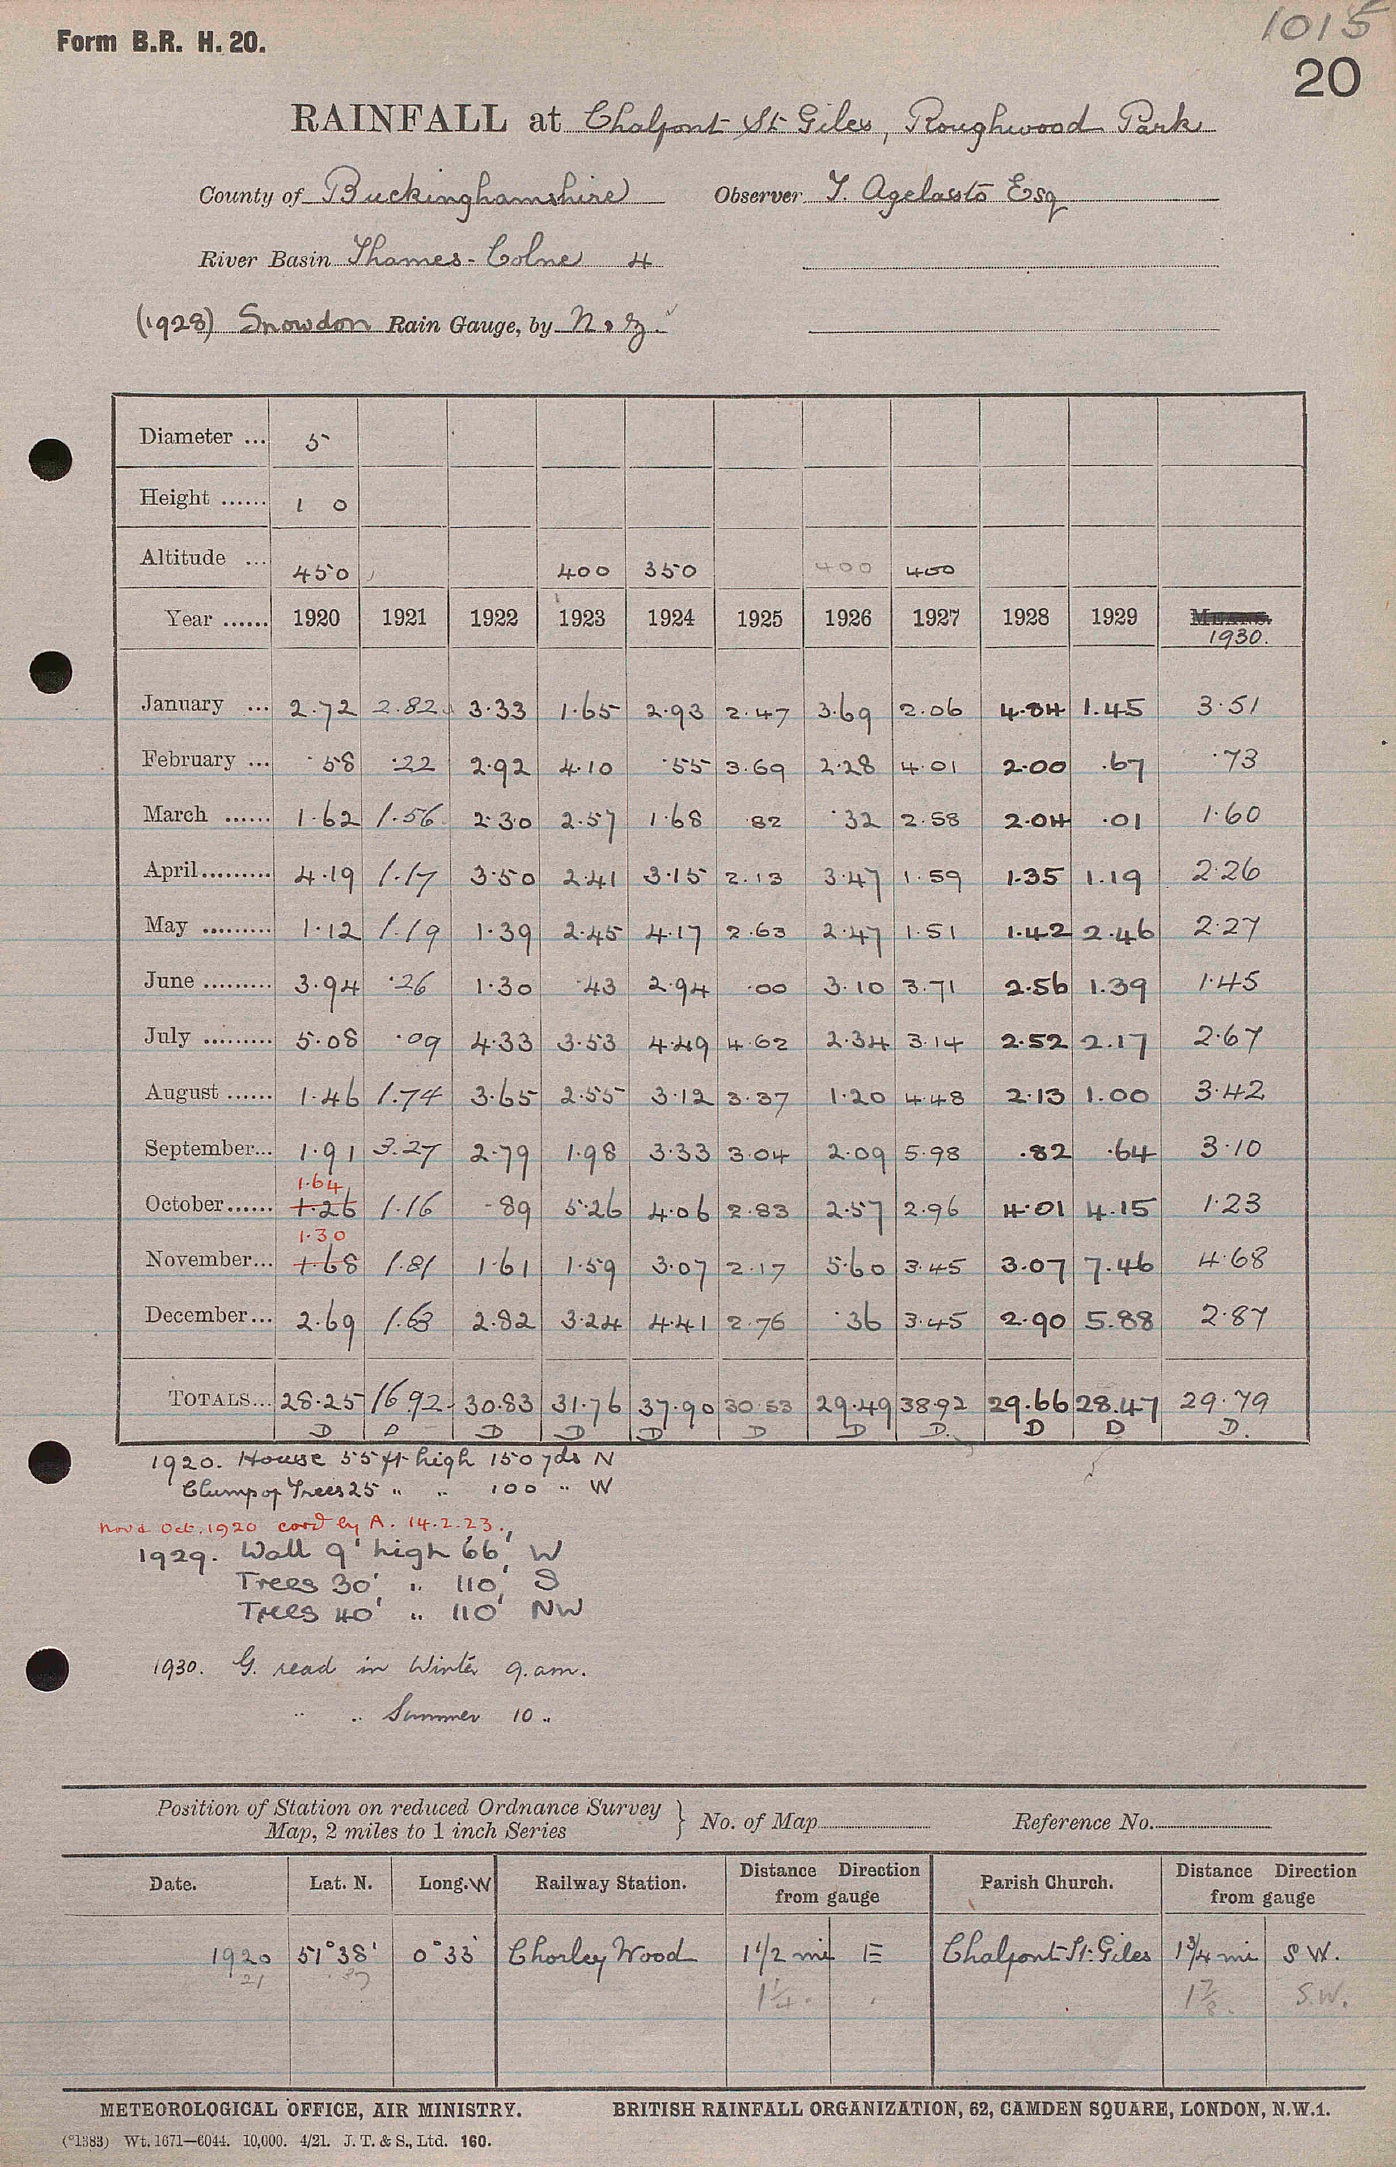 1015
Form B.R. H. 20.
20
RAINFALL at Chalfont St Giles, Roughwood Park
County of Buckinghamshire Observer T. Agelasto Esq
River Basin Thames - Colne 4
(1928) Snowdon Rain Gauge, by N. & Z.
Diameter ... 5
Height ...... 1 0
Altitude ... 450 400 350 400 400
Year ...... 1920 1921 1922 1923 1924 1925 1926 1927 1928 1929 MEANS. 1930.
January ... 2.72 2.82 3.33 1.65 2.93 2.47 3.69 2.06 4.84 1.45 3.51
February ... .58 .22 2.92 4.10 .55 3.69 2.28 4.01 2.00 .67 .73
March ...... 1.62 1.56 2.30 2.57 1.68 .82 .32 2.58 2.04 .01 1.60
April......... 4.19 1.17 3.50 2.41 3.15 2.13 3.47 1.59 1.35 1.19 2.26
May ......... 1.12 1.19 1.39 2.45 4.17 2.63 2.47 1.51 1.42 2.46 2.27
June ......... 3.94 .26 1.30 .43 2.94 .00 3.10 3.71 2.56 1.39 1.45
July ......... 5.08 .09 4.33 3.53 4.49 4.62 2.34 3.14 2.52 2.17 2.67
August ...... 1.46 1.74 3.65 2.55 3.12 3.37 1.20 4.48 2.13 1.00 3.42
September... 1.91 3.27 2.79 1.98 3.33 3.04 2.09 5.98 .82 .64 3.10
1.64
October...... 1.26 1.16 .89 5.26 4.06 2.83 2.57 2.96 4.01 4.15 1.23
1.30
November... 1.68 1.81 1.61 1.59 3.07 2.17 5.60 3.45 3.07 7.46 4.68
December... 2.69 1.63 2.82 3.24 4.41 2.76 .36 3.45 2.90 5.88 2.87
TOTALS... 28.25 16.92 30.83 31.76 37.90 30.53 29.49 38.92 29.66 28.47 29.79
D D D D D D D D. D D D.
1920. House 55 ft high 150 yds N
Clump of Trees 25 " " 100 " W
Nov & Oct. 1920 cord by A. 14.2.23.
1929. Wall 9' high 66' W
Trees 30' " 110' S
Trees 40' " 110' NW
1930. G. read in Winter 9. am.
" " Summer 10 "
Position of Station on reduced Ordnance Survey
Map, 2 miles to 1 inch Series } No. of Map Reference No.
Date. Lat. N. Long. W Railway Station. Distance Direction from gauge Parish Church. Distance Direction from gauge
1920 51°38' 0°33' Chorley Wood 1 1/2 mi E Chalfont St. Giles 1 3/4 mi S W.
21 .37 1 1/4. . 1 7/8. S.W.
METEOROLOGICAL OFFICE, AIR MINISTRY. BRITISH RAINFALL ORGANIZATION, 62, CAMDEN SQUARE, LONDON, N.W.1.
(*1383) Wt. 1671—6044. 10,000. 4/21. J. T. & S., Ltd. 160.